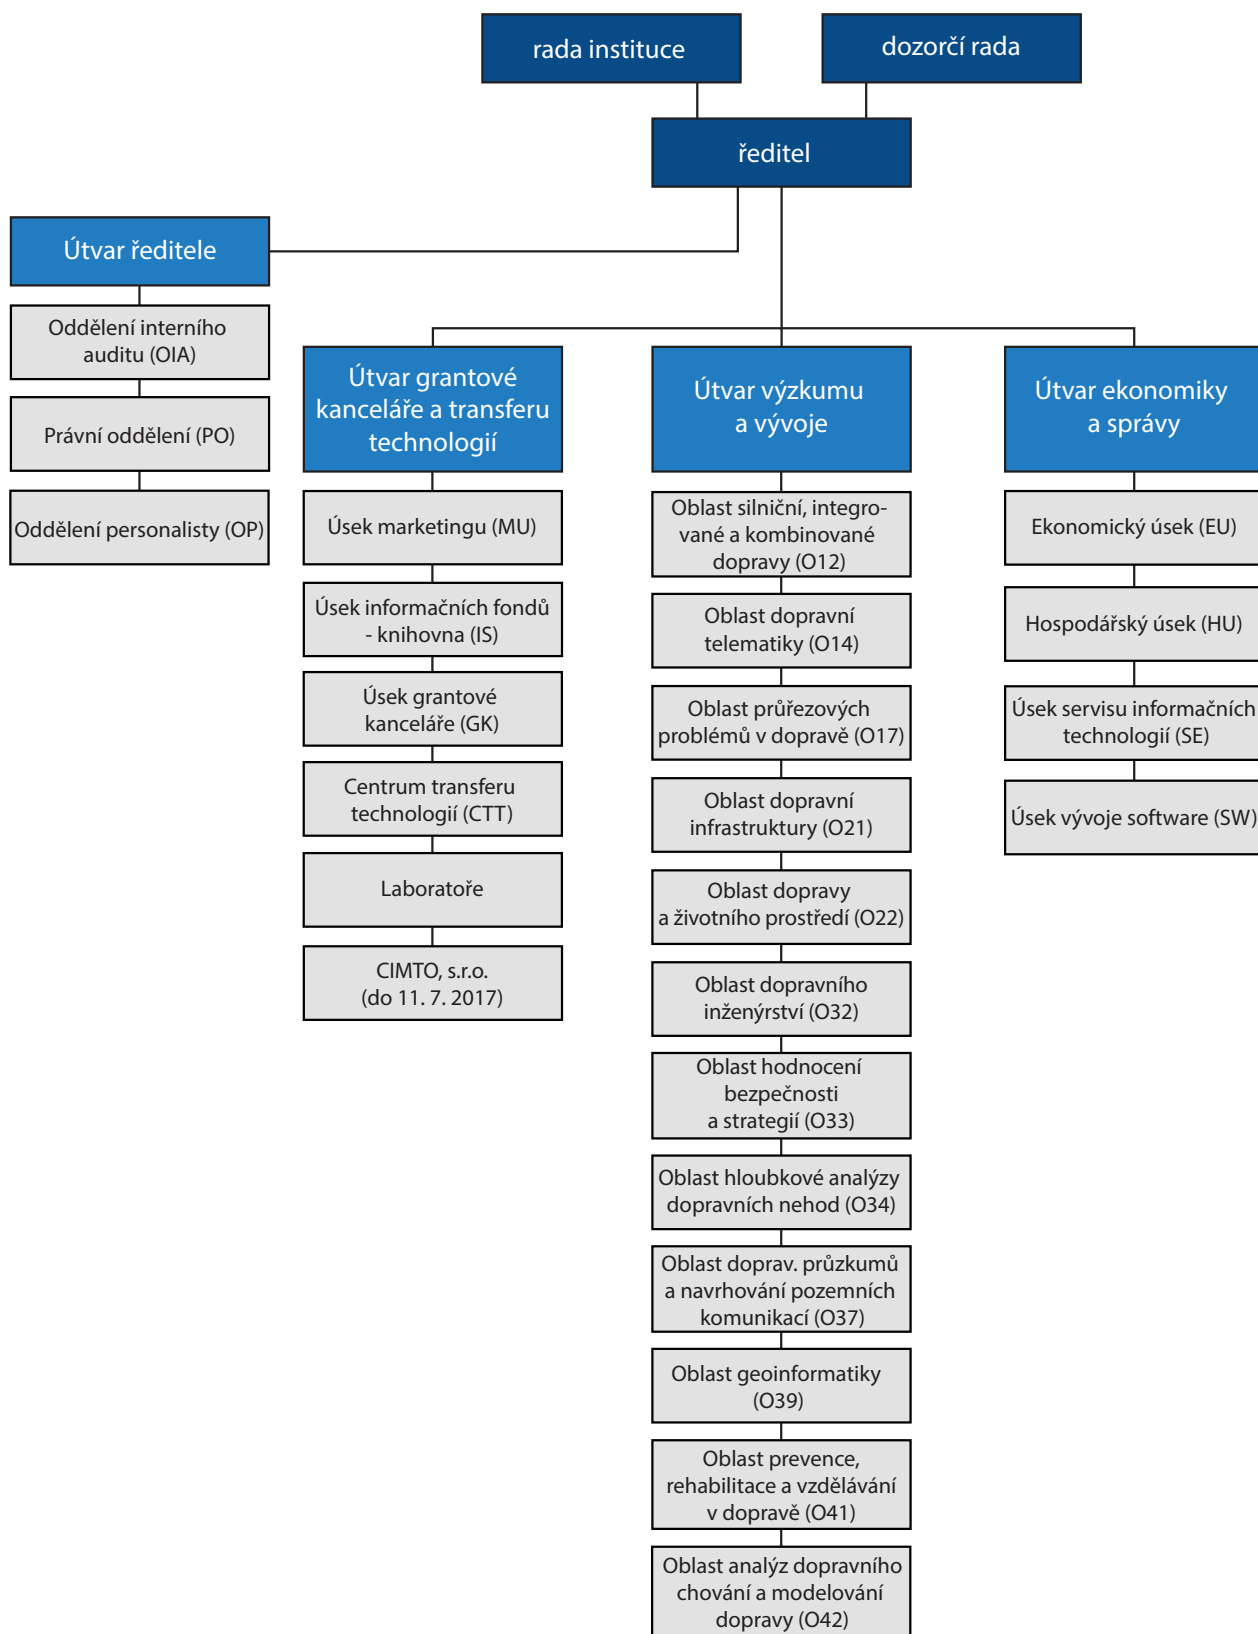 rada instituce
dozorčí rada
ředitel
Útvar ředitele
Oddělení interního
auditu (OIA)
Právní oddělení (PO)
Oddělení personalisty (OP)
Útvar grantové
kanceláře a transferu
technologií
Úsek marketingu (MU)
Úsek informačních fondů
- knihovna (IS)
Úsek grantové
kanceláře (GK)
Centrum transferu
technologií (CTT)
Laboratoře
CIMTO, s.r.o.
(do 11. 7. 2017)
Útvar výzkumu
a vývoje
Oblast silniční, integro-
vané a kombinované
dopravy (O12)
Oblast dopravní
telematiky (O14)
Oblast průřezových
problémů v dopravě (O17)
Oblast dopravní
infrastruktury (O21)
Oblast dopravy
a životního prostředí (O22)
Oblast dopravního
inženýrství (O32)
Oblast hodnocení
bezpečnosti
a strategií (O33)
Oblast hloubkové analýzy
dopravních nehod (O34)
Oblast doprav. průzkumů
a navrhování pozemních
komunikací (O37)
Oblast geoinformatiky
(O39)
Oblast prevence,
rehabilitace a vzdělávání
v dopravě (O41)
Oblast analýz dopravního
chování a modelování
dopravy (O42)
Útvar ekonomiky
a správy
Ekonomický úsek (EU)
Hospodářský úsek (HU)
Úsek servisu informačních
technologií (SE)
Úsek vývoje software (SW)